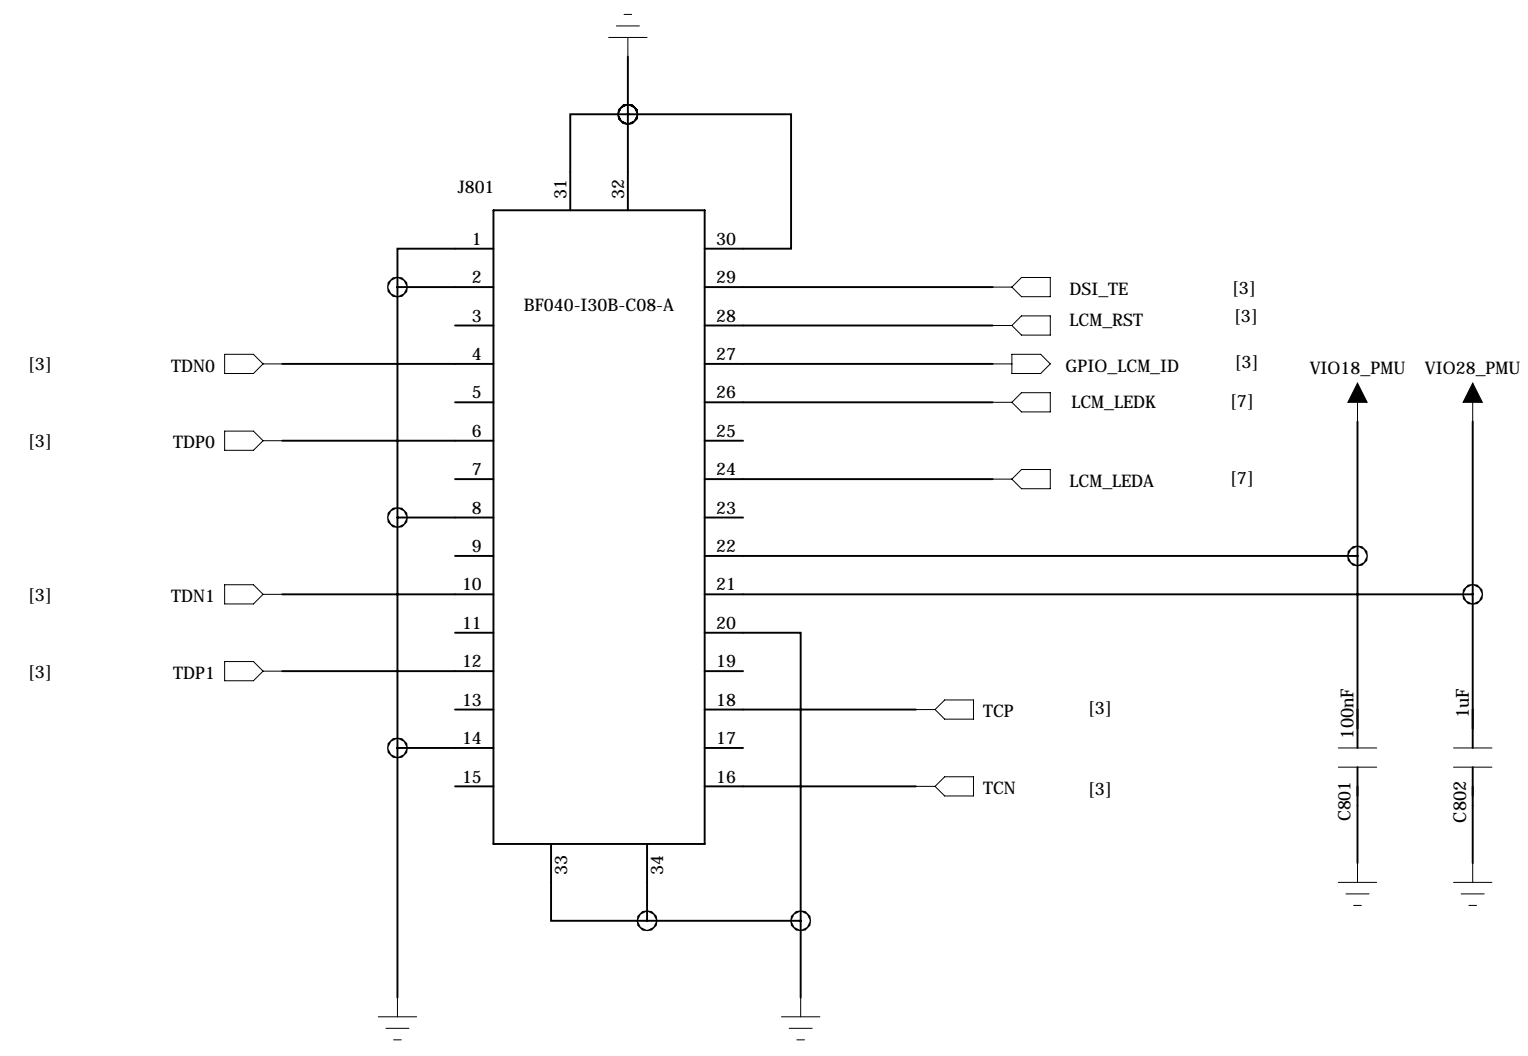 31
32
J801
1
30
2
29
DSI_TE
[3]
BF040-I30B-C08-A
3
28
LCM_RST
[3]
[3]
TDN0
4
27
GPIO_LCM_ID
[3]
VIO18_PMU
VIO28_PMU
5
26
LCM_LEDK
[7]
[3]
TDP0
6
25
7
24
LCM_LEDA
[7]
8
23
9
22
[3]
TDN1
10
21
11
20
[3]
TDP1
12
19
13
18
TCP
[3]
100nF
1uF
14
17
15
16
TCN
[3]
C801
C802
33
34